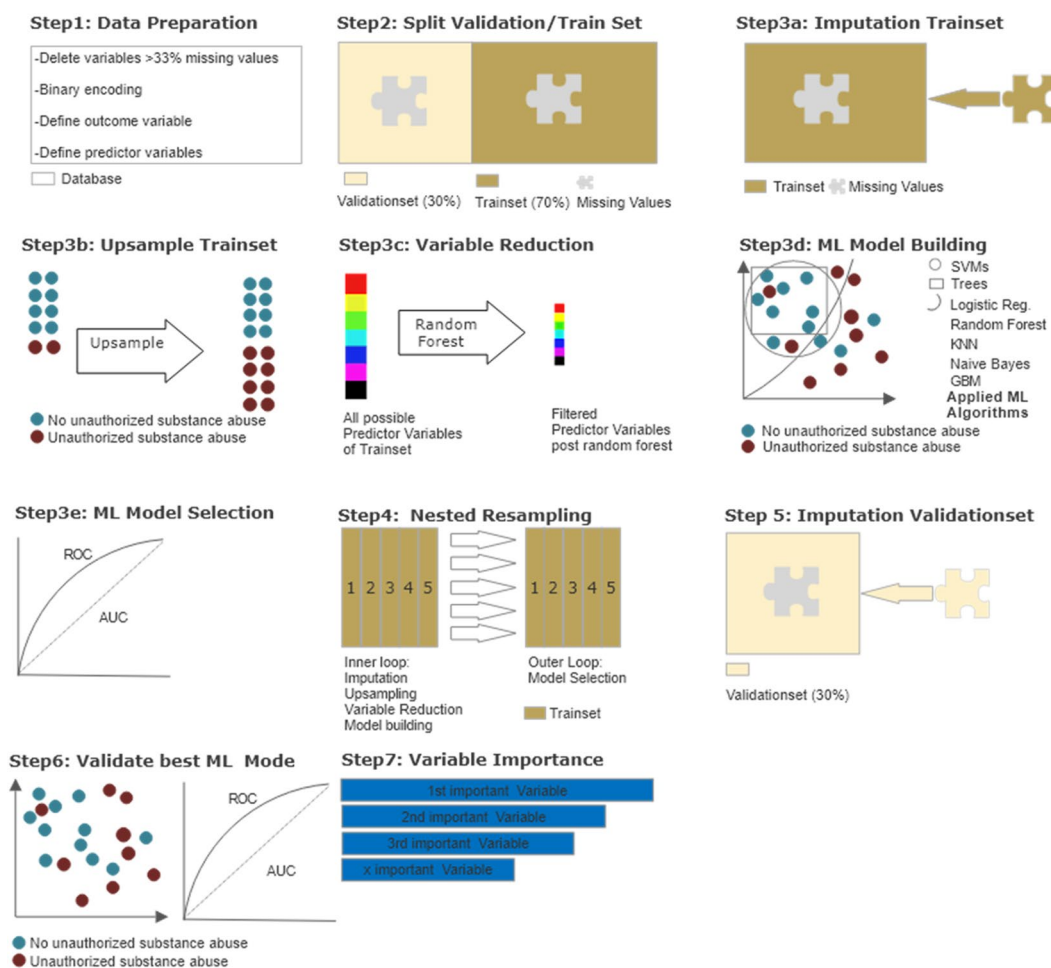 Step1: Data Preparation
-Delete variables >33% missing values
-Binary encoding
-Define outcome variable
-Define predictor variables
Database
Step2: Split Validation/Train Set
Validationset (30%)
Trainset (70%)
Missing Values
Step3a: Imputation Trainset
Trainset
Missing Values
Step3b: Upsample Trainset
Upsample
No unauthorized substance abuse
Unauthorized substance abuse
Step3c: Variable Reduction
Random
Forest
All possible
Predictor Variables
of Trainset
Filtered
Predictor Variables
post random forest
Step3d: ML Model Building
SVMs
Trees
Logistic Reg.
Random Forest
KNN
Naive Bayes
GBM
Applied ML
Algorithms
No unauthorized substance abuse
Unauthorized substance abuse
Step3e: ML Model Selection
ROC
AUC
Step4: Nested Resampling
1 2 3 4 5
1 2 3 4 5
Inner loop:
Imputation
Upsampling
Variable Reduction
Model building
Outer Loop:
Model Selection
Trainset
Step 5: Imputation Validationset
Validationset (30%)
Step6: Validate best ML Mode
ROC
AUC
No unauthorized substance abuse
Unauthorized substance abuse
Step7: Variable Importance
1st important Variable
2nd important Variable
3rd important Variable
x important Variable